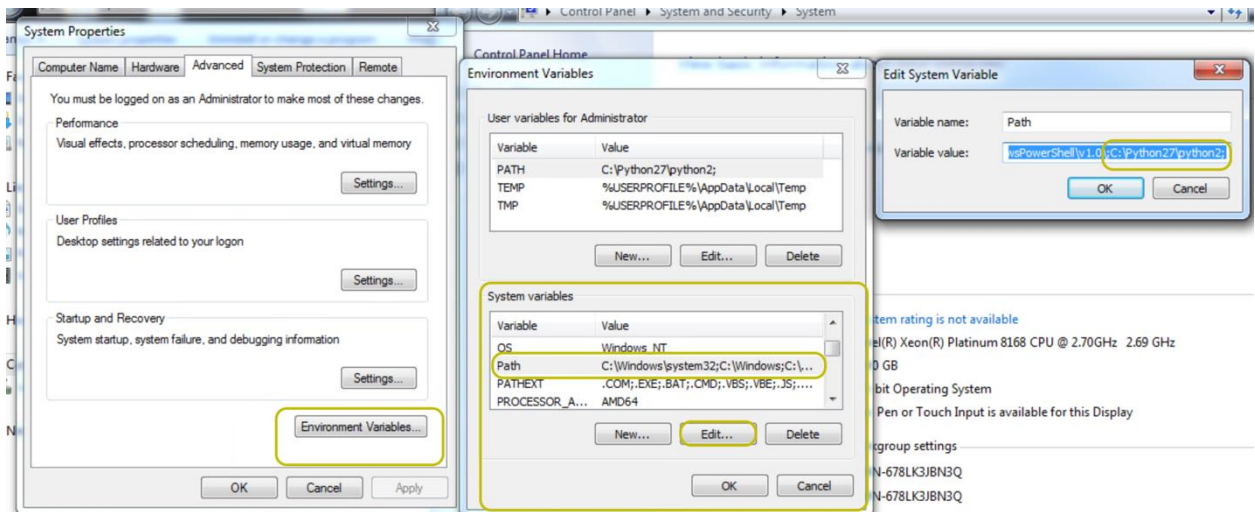 Control Panel ▸ System and Security ▸ System
System Properties
Computer Name Hardware Advanced System Protection Remote
You must be logged on as an Administrator to make most of these changes.
Performance
Visual effects, processor scheduling, memory usage, and virtual memory
Settings...
User Profiles
Desktop settings related to your logon
Settings...
Startup and Recovery
System startup, system failure, and debugging information
Settings...
Environment Variables...
OK Cancel Apply
Control Panel Home
Environment Variables
User variables for Administrator
Variable Value
PATH C:\Python27\python2;
TEMP %USERPROFILE%\AppData\Local\Temp
TMP %USERPROFILE%\AppData\Local\Temp
New... Edit... Delete
System variables
Variable Value
OS Windows_NT
Path C:\Windows\system32;C:\Windows;C:\...
PATHEXT .COM;.EXE;.BAT;.CMD;.VBS;.VBE;.JS;....
PROCESSOR_A... AMD64
New... Edit... Delete
OK Cancel
Edit System Variable
Variable name: Path
Variable value: wsPowerShell\v1.0\;C:\Python27\python2;
OK Cancel
tem rating is not available
el(R) Xeon(R) Platinum 8168 CPU @ 2.70GHz 2.69 GHz
0 GB
bit Operating System
Pen or Touch Input is available for this Display
kgroup settings
N-678LK3JBN3Q
N-678LK3JBN3Q